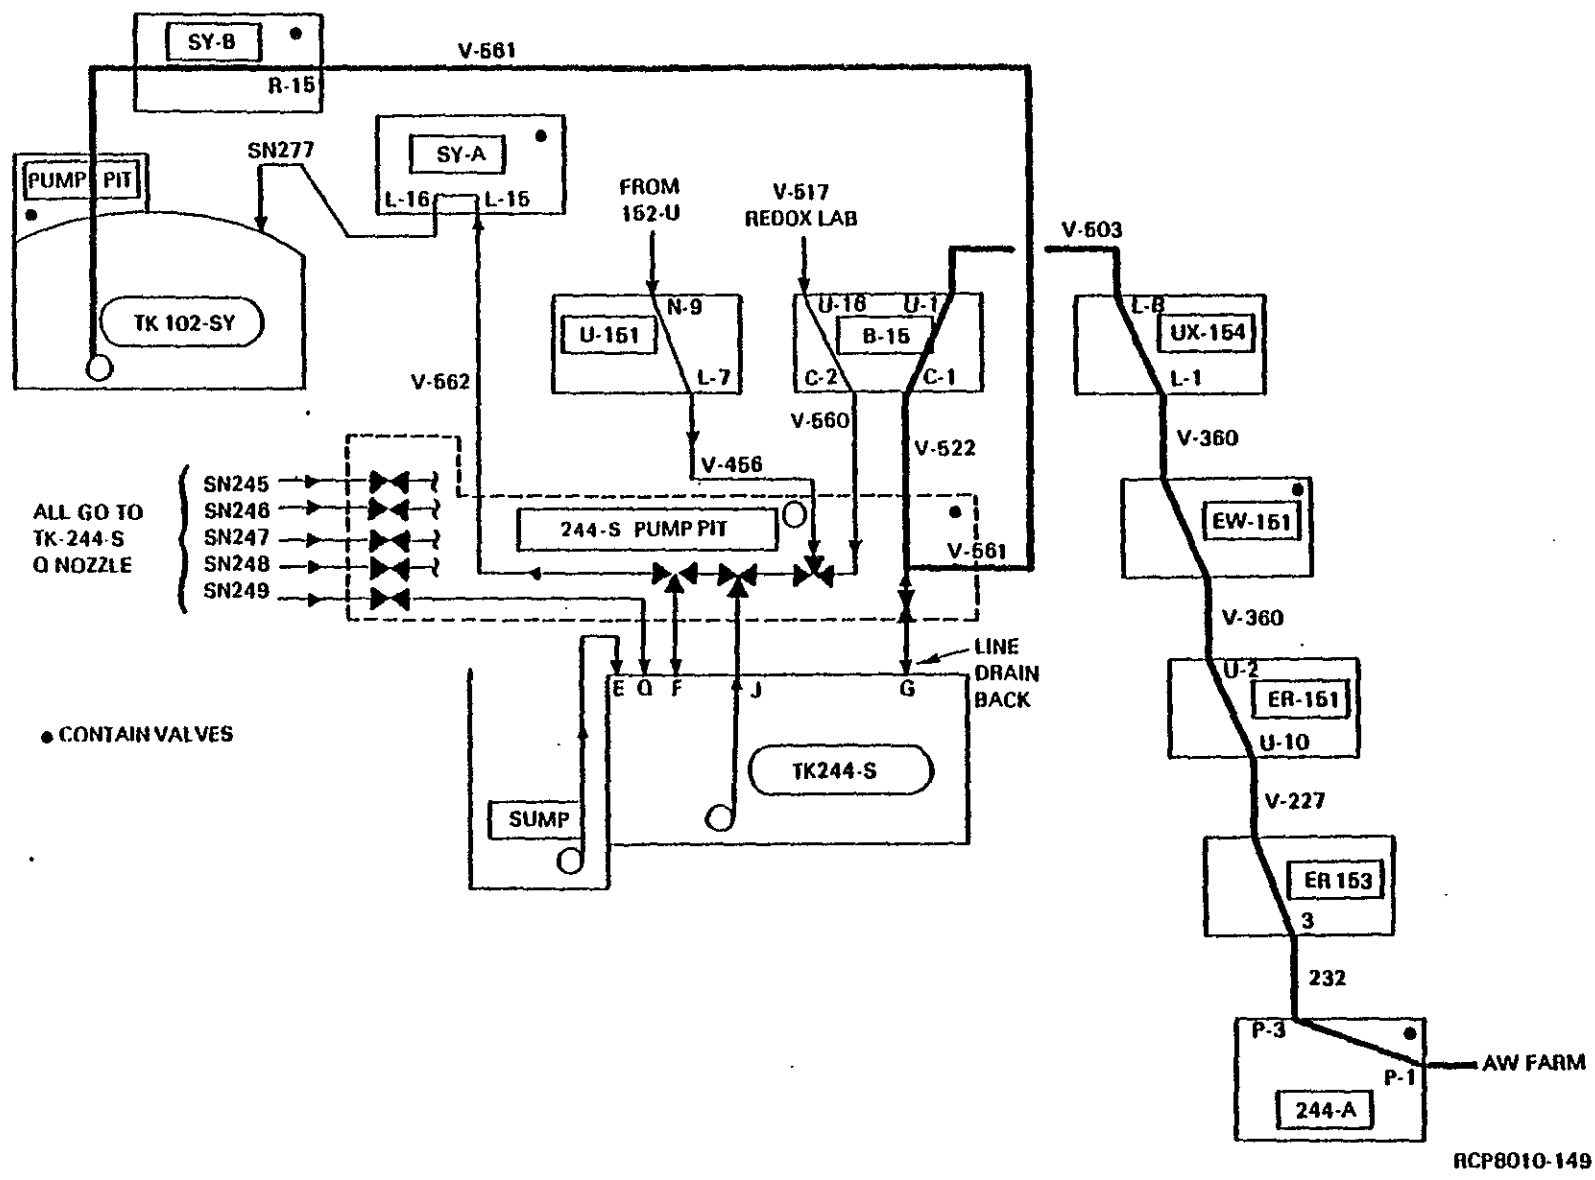 SY-B
V-561
R-15
SN277
SY-A
PUMP PIT
L-16
L-15
FROM
152-U
V-517
REDOX LAB
V-503
N-9
U-16
U-1
L-8
TK 102-SY
U-151
B-15
UX-154
L-7
C-2
C-1
L-1
V-562
V-560
V-522
V-360
V-456
SN245
SN246
SN247
SN248
SN249
ALL GO TO
TK-244-S
Q NOZZLE
244-S PUMP PIT
EW-151
V-561
V-360
LINE
DRAIN
BACK
U-2
E
Q
F
J
G
ER-151
U-10
CONTAIN VALVES
TK244-S
SUMP
V-227
ER 153
3
232
P-3
AW FARM
P-1
244-A
RCP8010-149